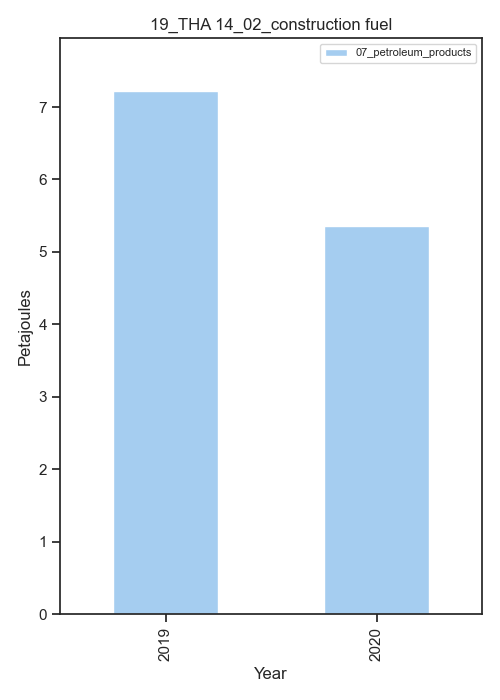 19_THA 14_02_construction fuel
07_petroleum_products
7
6
5
4
3
2
1
0
Petajoules
2019
2020
Year